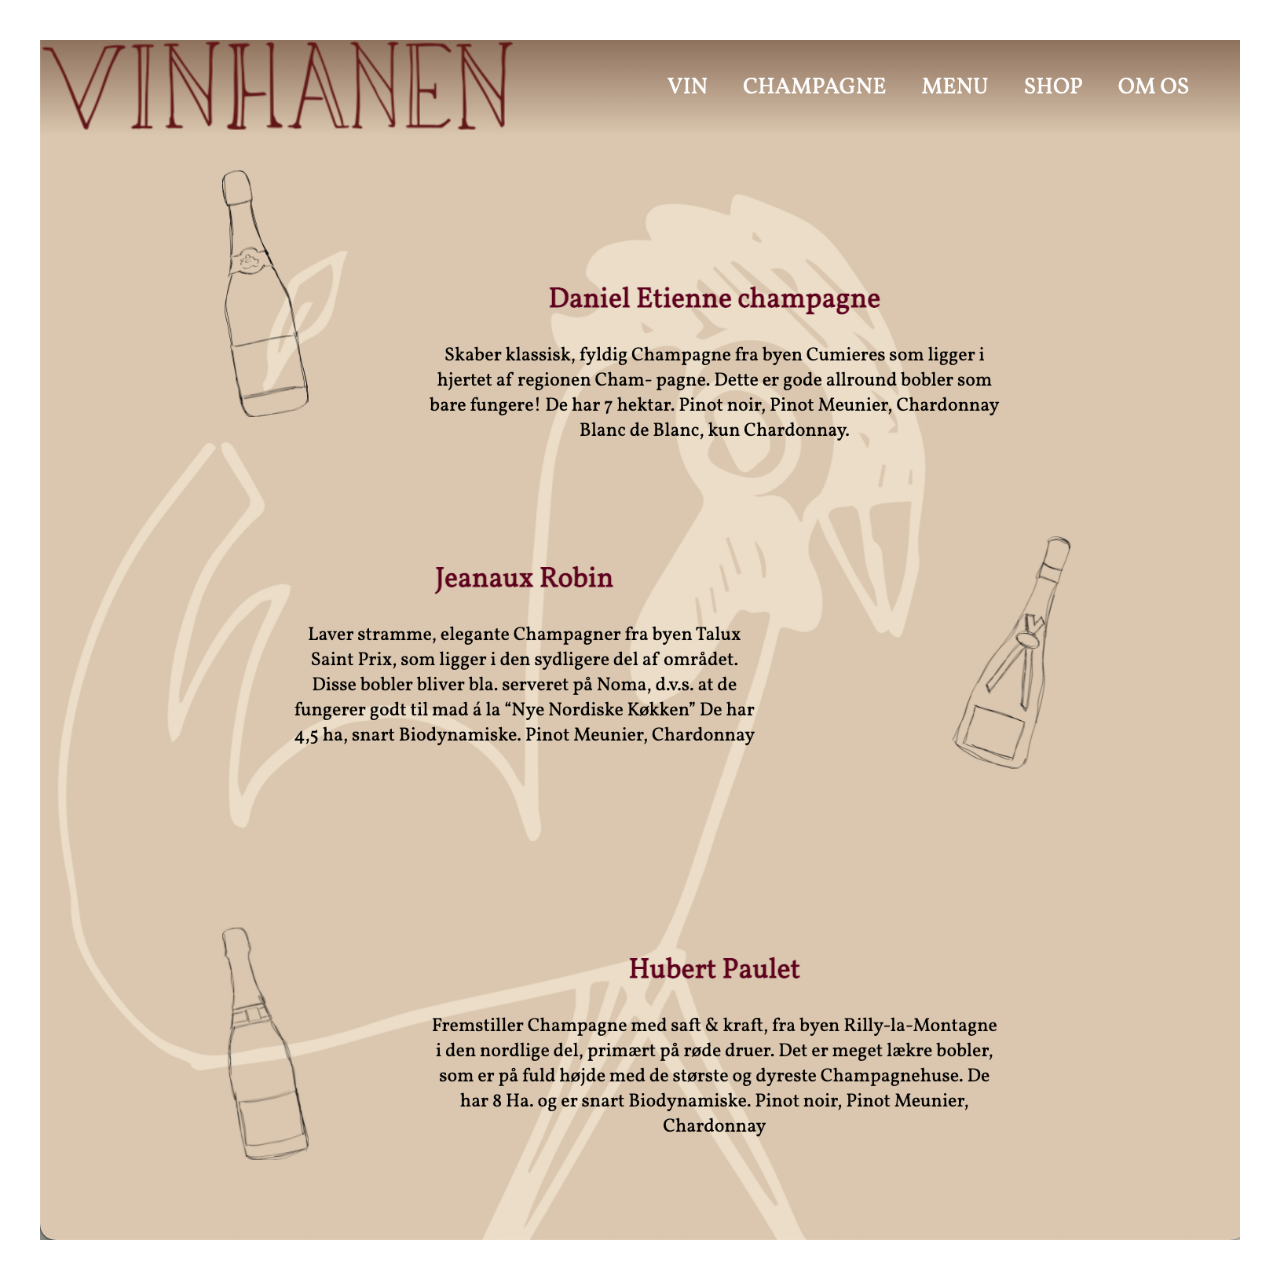 VINHANEN
VIN CHAMPAGNE MENU SHOP OM OS
Daniel Etienne champagne
Skaber klassisk, fyldig Champagne fra byen Cumieres som ligger i
hjertet af regionen Cham- pagne. Dette er gode allround bobler som
bare fungere! De har 7 hektar. Pinot noir, Pinot Meunier, Chardonnay
Blanc de Blanc, kun Chardonnay.
Jeanaux Robin
Laver stramme, elegante Champagner fra byen Talux
Saint Prix, som ligger i den sydligere del af området.
Disse bobler bliver bla. serveret på Noma, d.v.s. at de
fungerer godt til mad á la “Nye Nordiske Køkken” De har
4,5 ha, snart Biodynamiske. Pinot Meunier, Chardonnay
Hubert Paulet
Fremstiller Champagne med saft & kraft, fra byen Rilly-la-Montagne
i den nordlige del, primært på røde druer. Det er meget lækre bobler,
som er på fuld højde med de største og dyreste Champagnehuse. De
har 8 Ha. og er snart Biodynamiske. Pinot noir, Pinot Meunier,
Chardonnay